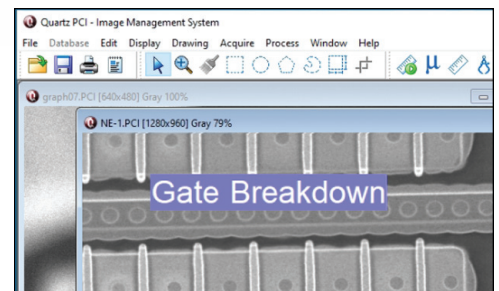 Quartz PCI - Image Management System
File Database Edit Display Drawing Acquire Process Window Help
μ
graph07.PCI [640x480] Gray 100%
NE-1.PCI [1280x960] Gray 79%
Gate Breakdown